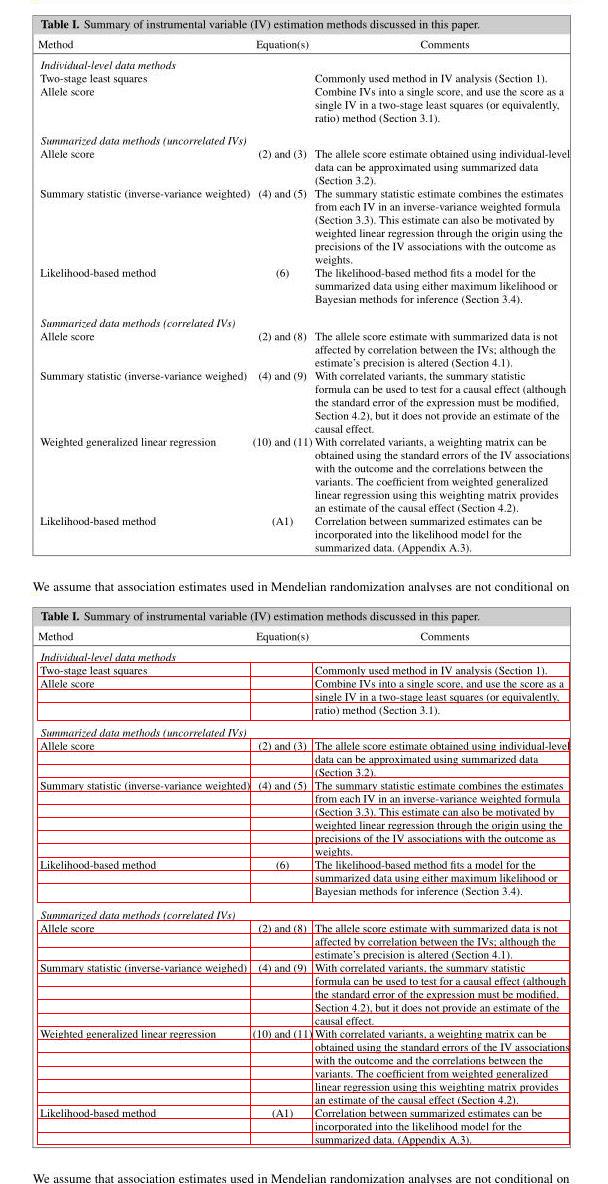 Table I. Summary of instrumental variable (IV) estimation methods discussed in this paper.
Method Equation(s) Comments
Individual-level data methods
Two-stage least squares Commonly used method in IV analysis (Section 1).
Allele score Combine IVs into a single score, and use the score as a
single IV in a two-stage least squares (or equivalently,
ratio) method (Section 3.1).
Summarized data methods (uncorrelated IVs)
Allele score (2) and (3) The allele score estimate obtained using individual-level
data can be approximated using summarized data
(Section 3.2).
Summary statistic (inverse-variance weighted) (4) and (5) The summary statistic estimate combines the estimates
from each IV in an inverse-variance weighted formula
(Section 3.3). This estimate can also be motivated by
weighted linear regression through the origin using the
precisions of the IV associations with the outcome as
weights.
Likelihood-based method (6) The likelihood-based method fits a model for the
summarized data using either maximum likelihood or
Bayesian methods for inference (Section 3.4).
Summarized data methods (correlated IVs)
Allele score (2) and (8) The allele score estimate with summarized data is not
affected by correlation between the IVs; although the
estimate's precision is altered (Section 4.1).
Summary statistic (inverse-variance weighed) (4) and (9) With correlated variants, the summary statistic
formula can be used to test for a causal effect (although
the standard error of the expression must be modified,
Section 4.2), but it does not provide an estimate of the
causal effect.
Weighted generalized linear regression (10) and (11) With correlated variants, a weighting matrix can be
obtained using the standard errors of the IV associations
with the outcome and the correlations between the
variants. The coefficient from weighted generalized
linear regression using this weighting matrix provides
an estimate of the causal effect (Section 4.2).
Likelihood-based method (A1) Correlation between summarized estimates can be
incorporated into the likelihood model for the
summarized data. (Appendix A.3).
We assume that association estimates used in Mendelian randomization analyses are not conditional on
Table I. Summary of instrumental variable (IV) estimation methods discussed in this paper.
Method Equation(s) Comments
Individual-level data methods
Two-stage least squares Commonly used method in IV analysis (Section 1).
Allele score Combine IVs into a single score, and use the score as a
single IV in a two-stage least squares (or equivalently,
ratio) method (Section 3.1).
Summarized data methods (uncorrelated IVs)
Allele score (2) and (3) The allele score estimate obtained using individual-level
data can be approximated using summarized data
(Section 3.2).
Summary statistic (inverse-variance weighted) (4) and (5) The summary statistic estimate combines the estimates
from each IV in an inverse-variance weighted formula
(Section 3.3). This estimate can also be motivated by
weighted linear regression through the origin using the
precisions of the IV associations with the outcome as
weights.
Likelihood-based method (6) The likelihood-based method fits a model for the
summarized data using either maximum likelihood or
Bayesian methods for inference (Section 3.4).
Summarized data methods (correlated IVs)
Allele score (2) and (8) The allele score estimate with summarized data is not
affected by correlation between the IVs; although the
estimate's precision is altered (Section 4.1).
Summary statistic (inverse-variance weighed) (4) and (9) With correlated variants, the summary statistic
formula can be used to test for a causal effect (although
the standard error of the expression must be modified,
Section 4.2), but it does not provide an estimate of the
causal effect.
Weighted generalized linear regression (10) and (11) With correlated variants, a weighting matrix can be
obtained using the standard errors of the IV associations
with the outcome and the correlations between the
variants. The coefficient from weighted generalized
linear regression using this weighting matrix provides
an estimate of the causal effect (Section 4.2).
Likelihood-based method (A1) Correlation between summarized estimates can be
incorporated into the likelihood model for the
summarized data. (Appendix A.3).
We assume that association estimates used in Mendelian randomization analyses are not conditional on